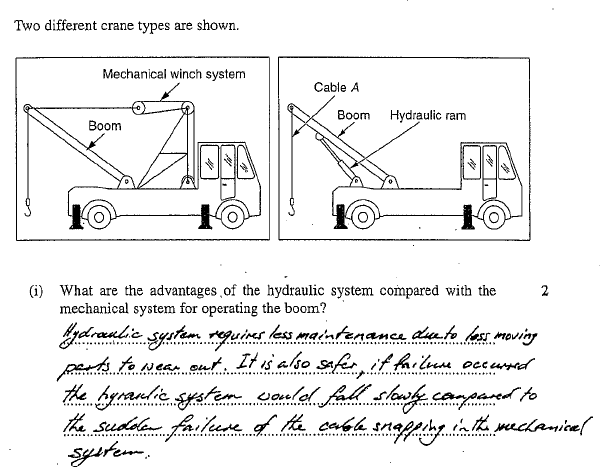 Two different crane types are shown.
Mechanical winch system
Cable A
Boom
Boom
Hydraulic ram
(i) What are the advantages of the hydraulic system compared with the 2
mechanical system for operating the boom?
Hydraulic system requires less maintenance due to less moving
parts to wear out. It is also safer, if failure occurred
the hyraulic system would fall slowly compared to
the sudden failure of the cable snapping in the mechanical
system.